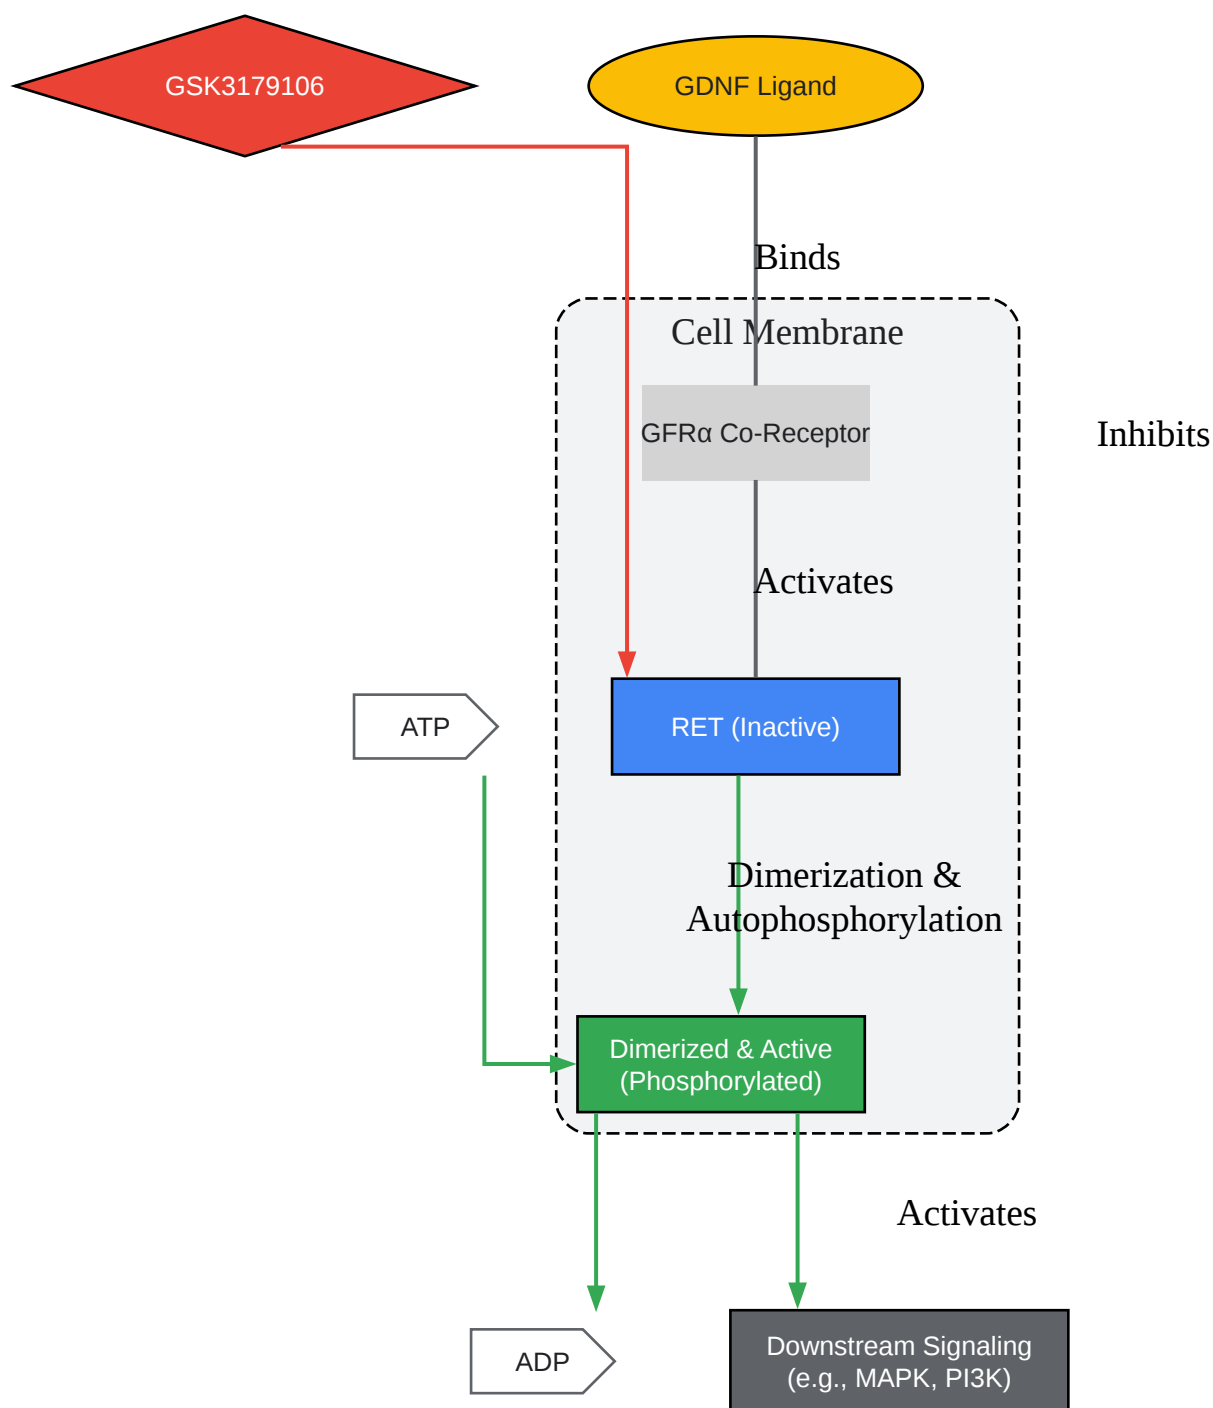 GSK3179106
GDNF Ligand
Binds
Cell Membrane
GFRα Co-Receptor
Inhibits
Activates
ATP
RET (Inactive)
Dimerization &
Autophosphorylation
Dimerized & Active
(Phosphorylated)
Activates
ADP
Downstream Signaling
(e.g., MAPK, PI3K)